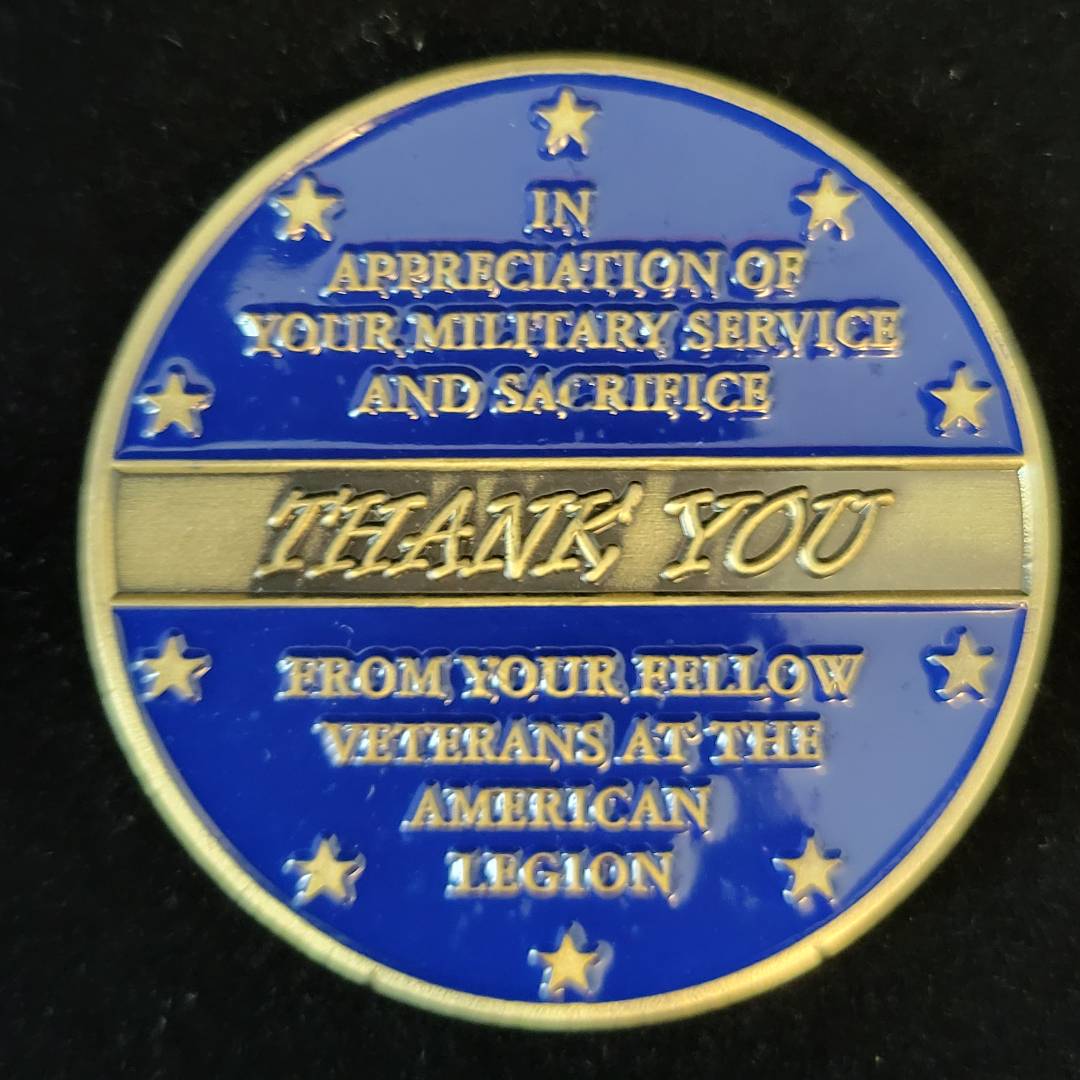 IN
APPRECIATION OF
YOUR MILITARY SERVICE
AND SACRIFICE
THANK YOU
FROM YOUR FELLOW
VETERANS AT THE
AMERICAN
LEGION